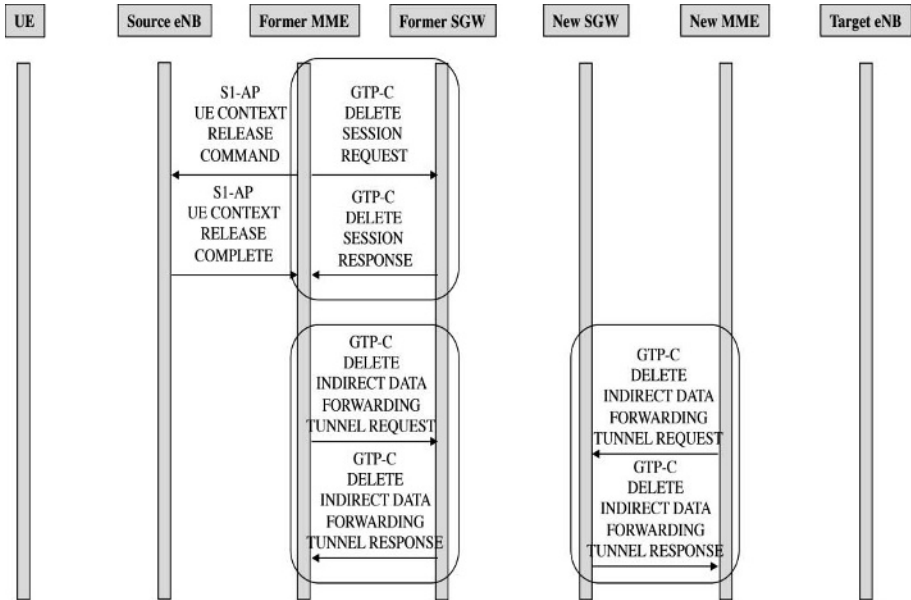 UE
Source eNB
Former MME
Former SGW
New SGW
New MME
Target eNB
S1-AP
UE CONTEXT
RELEASE
COMMAND
GTP-C
DELETE
SESSION
REQUEST
S1-AP
UE CONTEXT
RELEASE
COMPLETE
GTP-C
DELETE
SESSION
RESPONSE
GTP-C
DELETE
INDIRECT DATA
FORWARDING
TUNNEL REQUEST
GTP-C
DELETE
INDIRECT DATA
FORWARDING
TUNNEL RESPONSE
GTP-C
DELETE
INDIRECT DATA
FORWARDING
TUNNEL REQUEST
GTP-C
DELETE
INDIRECT DATA
FORWARDING
TUNNEL RESPONSE